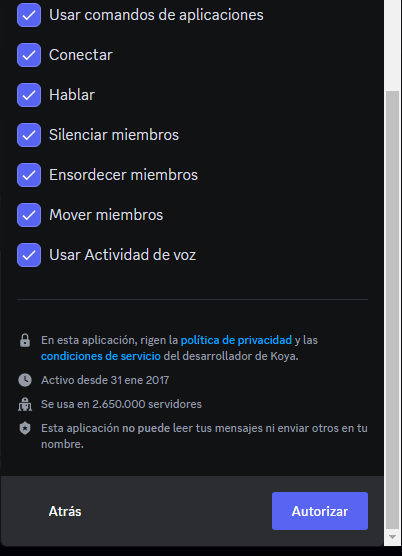 Usar comandos de aplicaciones
Conectar
Hablar
Silenciar miembros
Ensordecer miembros
Mover miembros
Usar Actividad de voz
En esta aplicación, rigen la política de privacidad y las
condiciones de servicio del desarrollador de Koya.
Activo desde 31 ene 2017
Se usa en 2.650.000 servidores
Esta aplicación no puede leer tus mensajes ni enviar otros en tu
nombre.
Atrás
Autorizar